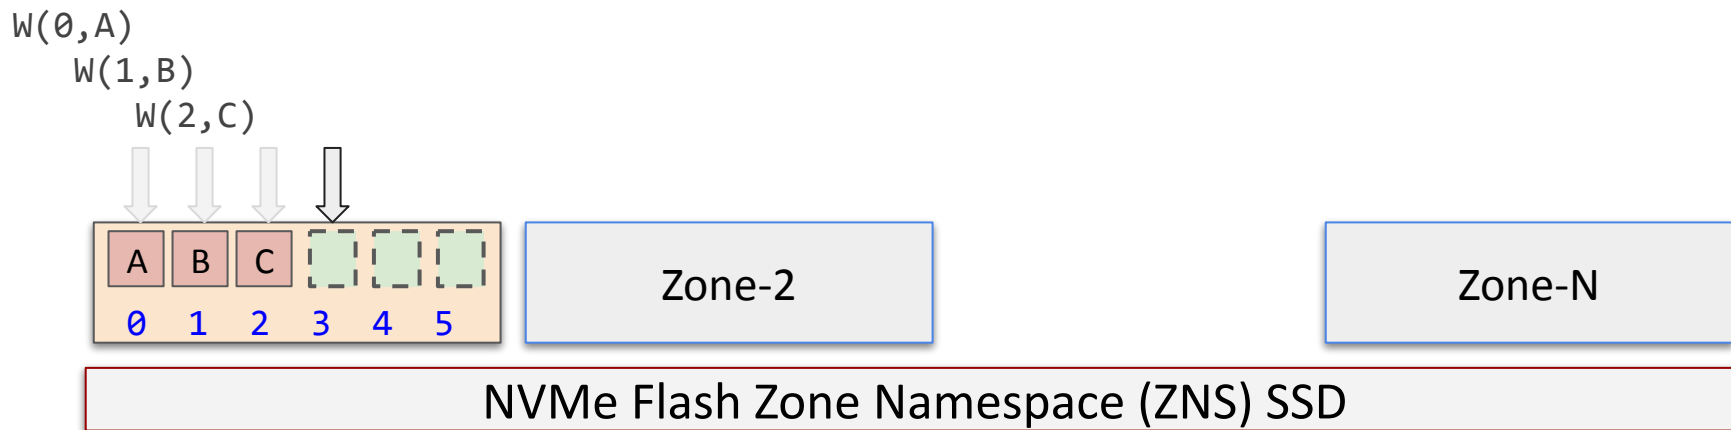 W(0,A)
W(1,B)
W(2,C)
A B C
0 1 2 3 4 5
Zone-2
Zone-N
NVMe Flash Zone Namespace (ZNS) SSD